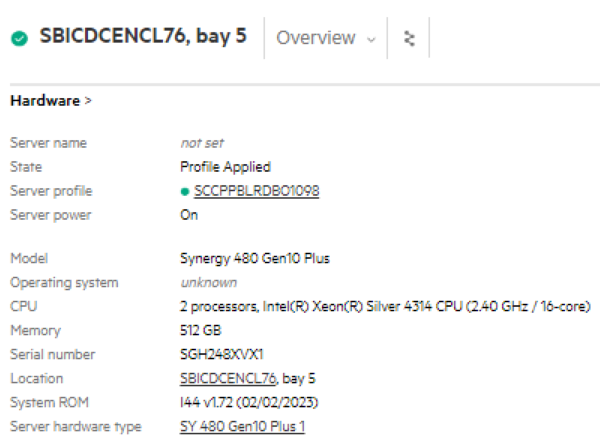 SBICDCENCL76, bay 5 Overview
Hardware >
Server name not set
State Profile Applied
Server profile SCCPPBLRDBO1098
Server power On
Model Synergy 480 Gen10 Plus
Operating system unknown
CPU 2 processors, Intel(R) Xeon(R) Silver 4314 CPU (2.40 GHz / 16-core)
Memory 512 GB
Serial number SGH248XVX1
Location SBICDCENCL76, bay 5
System ROM I44 v1.72 (02/02/2023)
Server hardware type SY 480 Gen10 Plus 1